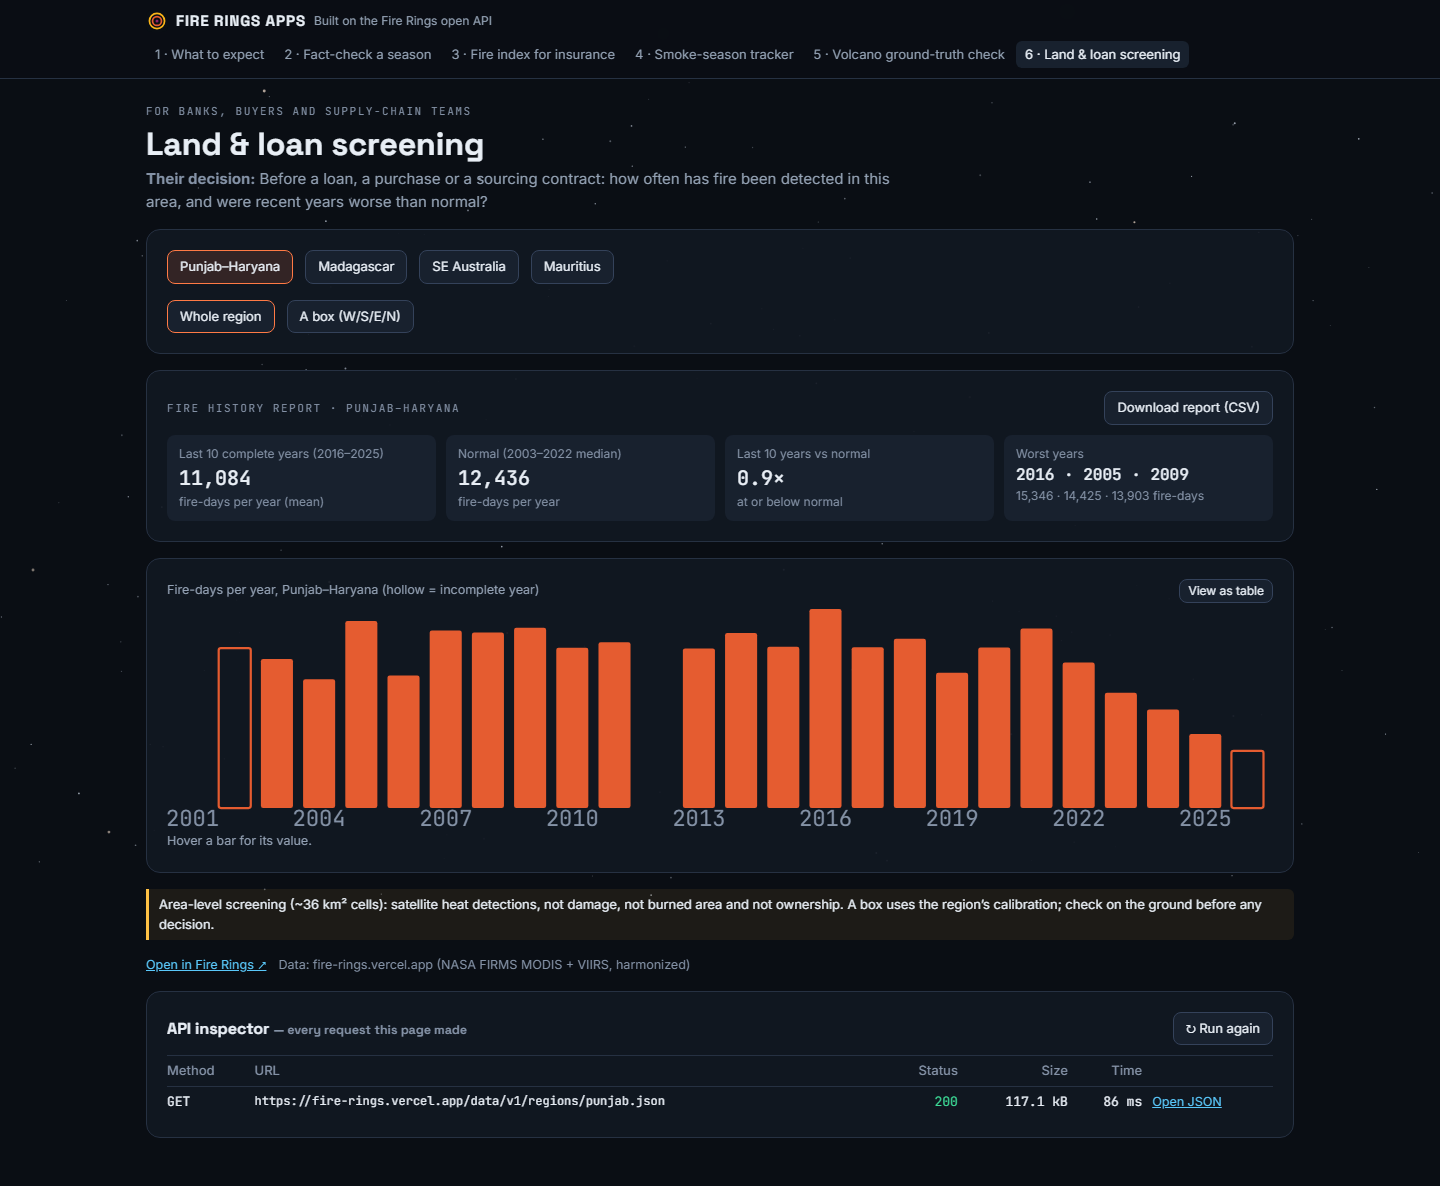 FIRE RINGS APPS Built on the Fire Rings open API
1 · What to expect 2 · Fact-check a season 3 · Fire index for insurance 4 · Smoke-season tracker 5 · Volcano ground-truth check 6 · Land & loan screening
FOR BANKS, BUYERS AND SUPPLY-CHAIN TEAMS
Land & loan screening
Their decision: Before a loan, a purchase or a sourcing contract: how often has fire been detected in this
area, and were recent years worse than normal?
Punjab–Haryana Madagascar SE Australia Mauritius
Whole region A box (W/S/E/N)
FIRE HISTORY REPORT · PUNJAB–HARYANA Download report (CSV)
Last 10 complete years (2016–2025)
11,084
fire-days per year (mean)
Normal (2003–2022 median)
12,436
fire-days per year
Last 10 years vs normal
0.9×
at or below normal
Worst years
2016 · 2005 · 2009
15,346 · 14,425 · 13,903 fire-days
Fire-days per year, Punjab–Haryana (hollow = incomplete year) View as table
2001 2004 2007 2010 2013 2016 2019 2022 2025
Hover a bar for its value.
Area-level screening (~36 km² cells): satellite heat detections, not damage, not burned area and not ownership. A box uses the region's calibration; check on the ground before any
decision.
Open in Fire Rings ↗ Data: fire-rings.vercel.app (NASA FIRMS MODIS + VIIRS, harmonized)
API inspector — every request this page made ↻ Run again
Method URL Status Size Time
GET https://fire-rings.vercel.app/data/v1/regions/punjab.json 200 117.1 kB 86 ms Open JSON